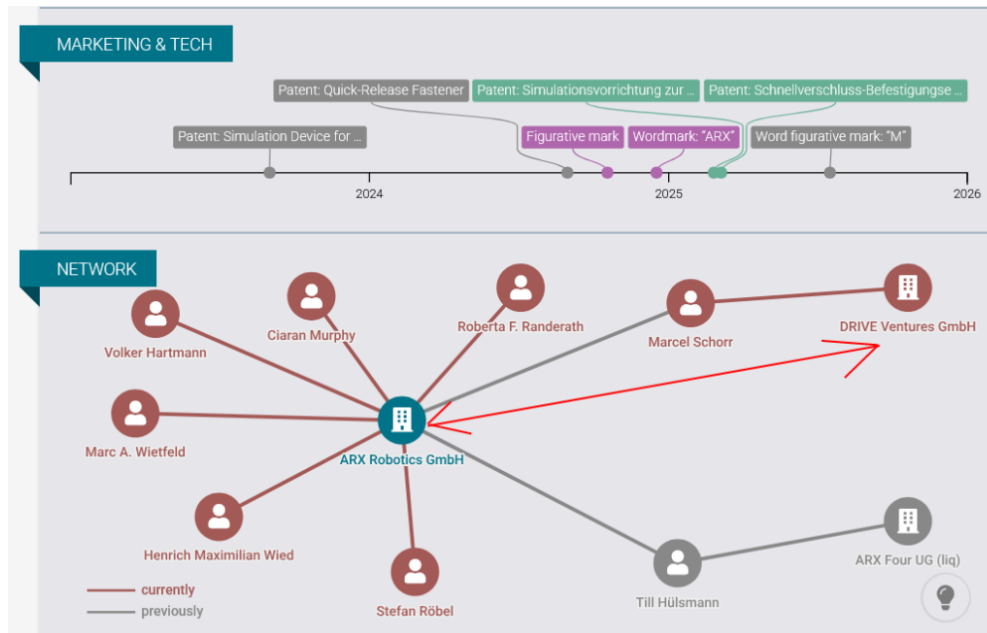 MARKETING & TECH
Patent: Quick-Release Fastener
Patent: Simulationsvorrichtung zur ...
Patent: Schnellverschluss-Befestigungse ...
Patent: Simulation Device for ...
Figurative mark
Wordmark: "ARX"
Word figurative mark: "M"
2024
2025
2026
NETWORK
Volker Hartmann
Ciaran Murphy
Roberta F. Randerath
Marcel Schorr
DRIVE Ventures GmbH
Marc A. Wietfeld
ARX Robotics GmbH
Henrich Maximilian Wied
Stefan Röbel
Till Hülsmann
ARX Four UG (liq)
currently
previously